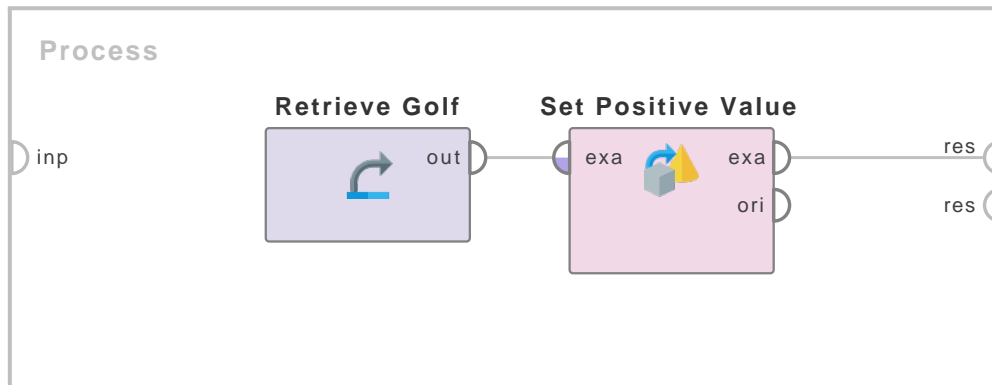 Process
Retrieve Golf
Set Positive Value
inp
out
exa
exa
res
ori
res